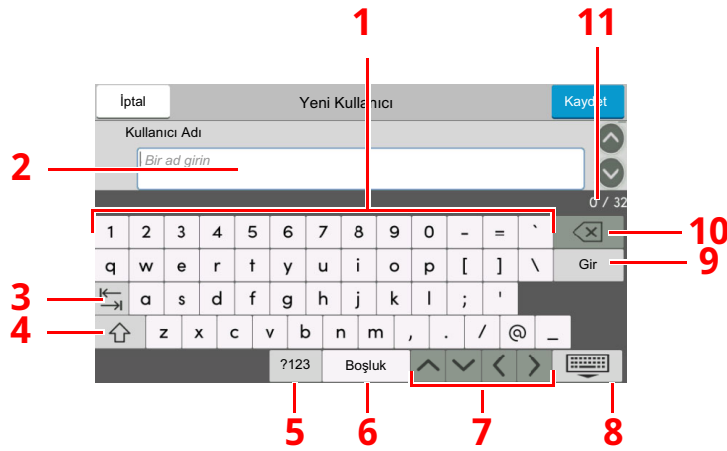 1 11
İptal Yeni Kullanıcı Kaydet
Kullanıcı Adı
2 Bir ad girin
0 / 32
1 2 3 4 5 6 7 8 9 0 - = ` 10
q w e r t y u i o p [ ] \ Gir 9
3 a s d f g h j k l ; '
4 z x c v b n m , . / @ _
?123 Boşluk
5 6 7 8